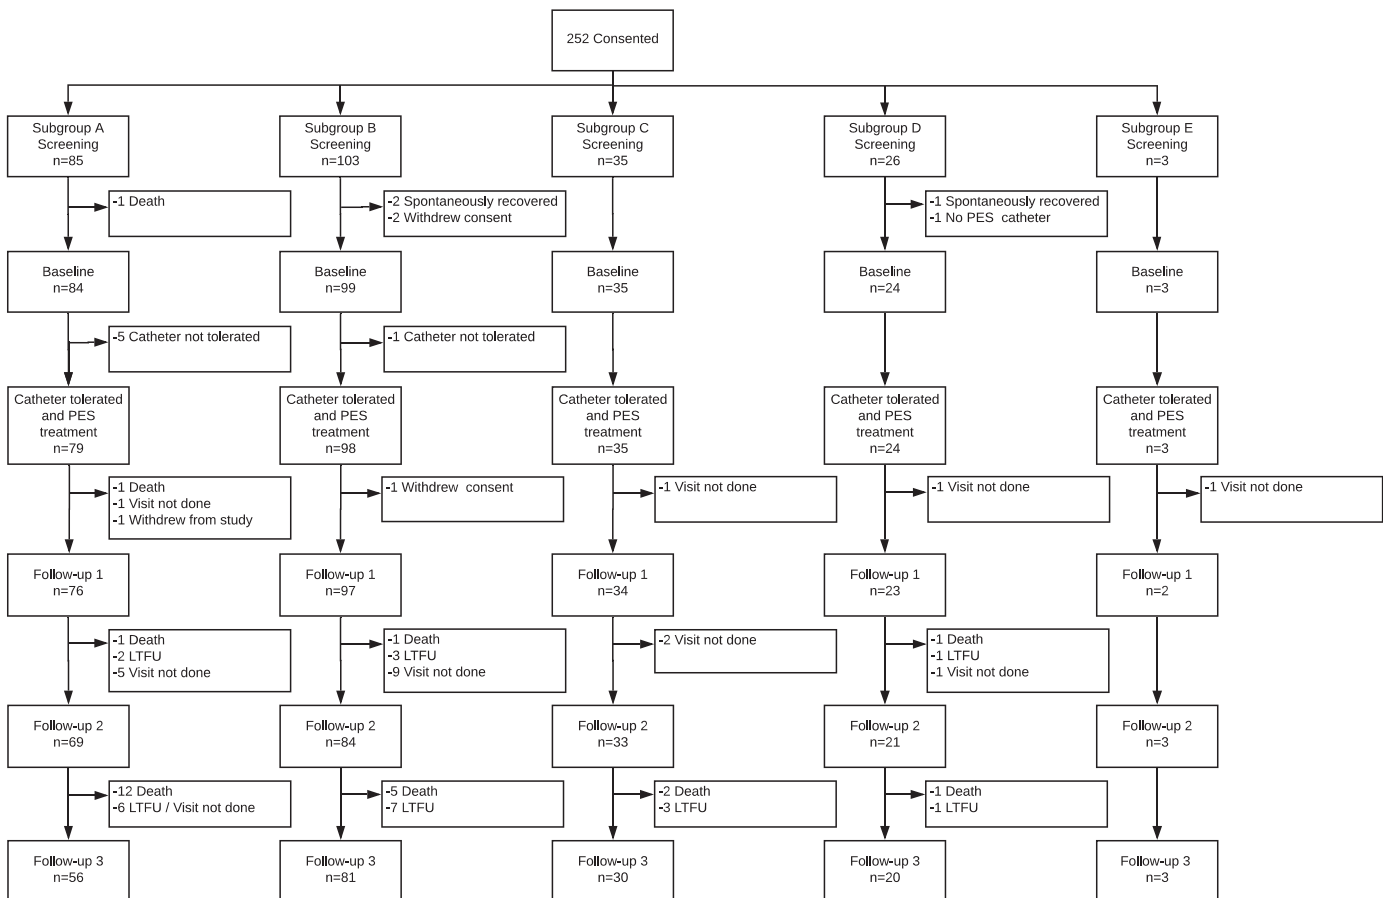 252 Consented
Subgroup A
Screening
n=85
Subgroup B
Screening
n=103
Subgroup C
Screening
n=35
Subgroup D
Screening
n=26
Subgroup E
Screening
n=3
-1 Death
-2 Spontaneously recovered
-2 Withdrew consent
-1 Spontaneously recovered
-1 No PES catheter
Baseline
n=84
Baseline
n=99
Baseline
n=35
Baseline
n=24
Baseline
n=3
-5 Catheter not tolerated
-1 Catheter not tolerated
Catheter tolerated
and PES
treatment
n=79
Catheter tolerated
and PES
treatment
n=98
Catheter tolerated
and PES
treatment
n=35
Catheter tolerated
and PES
treatment
n=24
Catheter tolerated
and PES
treatment
n=3
-1 Death
-1 Visit not done
-1 Withdrew from study
-1 Withdrew consent
-1 Visit not done
-1 Visit not done
-1 Visit not done
Follow-up 1
n=76
Follow-up 1
n=97
Follow-up 1
n=34
Follow-up 1
n=23
Follow-up 1
n=2
-1 Death
-2 LTFU
-5 Visit not done
-1 Death
-3 LTFU
-9 Visit not done
-2 Visit not done
-1 Death
-1 LTFU
-1 Visit not done
Follow-up 2
n=69
Follow-up 2
n=84
Follow-up 2
n=33
Follow-up 2
n=21
Follow-up 2
n=3
-12 Death
-6 LTFU / Visit not done
-5 Death
-7 LTFU
-2 Death
-3 LTFU
-1 Death
-1 LTFU
Follow-up 3
n=56
Follow-up 3
n=81
Follow-up 3
n=30
Follow-up 3
n=20
Follow-up 3
n=3